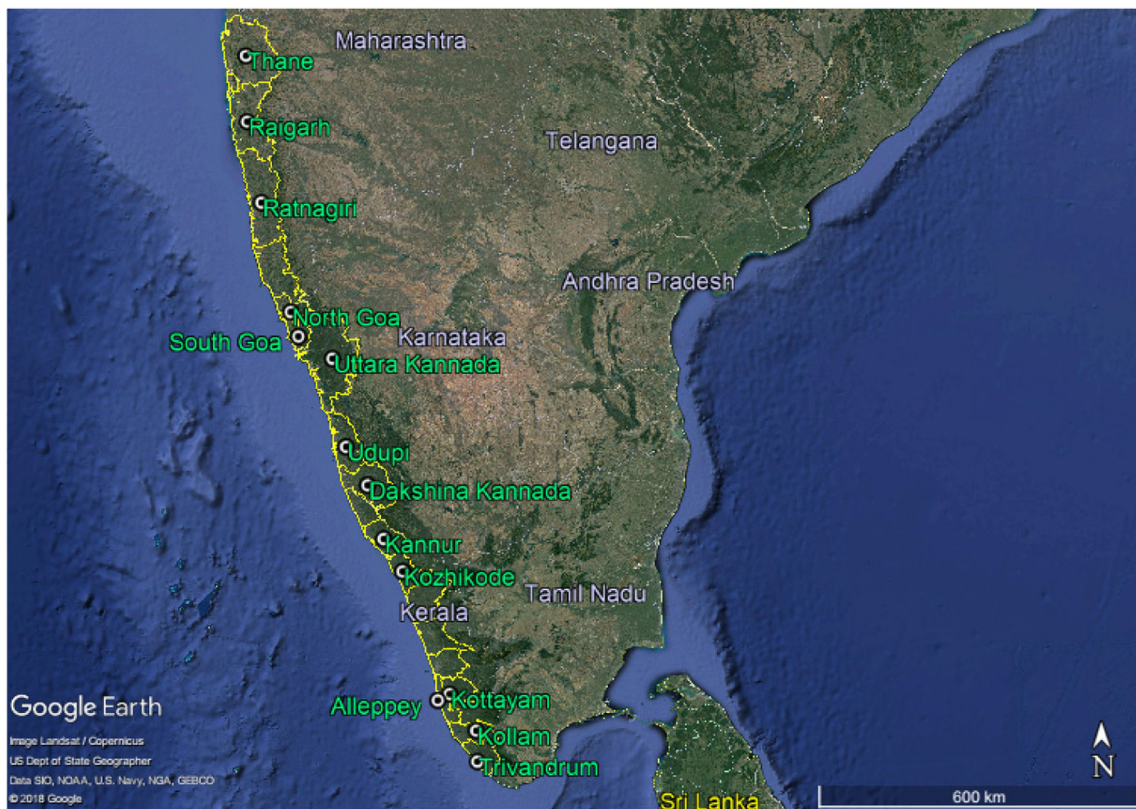 Maharashtra
Thane
Raigarh
Telangana
Ratnagiri
Andhra Pradesh
North Goa
South Goa
Karnataka
Uttara Kannada
Udupi
Dakshina Kannada
Kannur
Kozhikode
Tamil Nadu
Kerala
Kottayam
Alleppey
Kollam
Trivandrum
Google Earth
Image Landsat / Copernicus
US Dept of State Geographer
Data SIO, NOAA, U.S. Navy, NGA, GEBCO
© 2018 Google
N
600 km
Sri Lanka